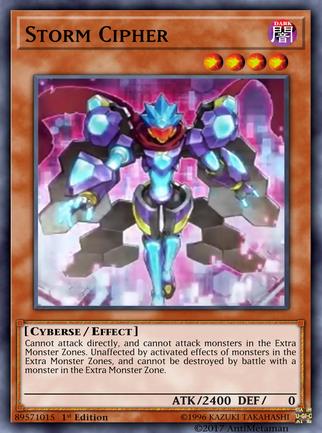 STORM CIPHER
DARK
闇
[CYBERSE / EFFECT]
Cannot attack directly, and cannot attack monsters in the Extra
Monster Zones. Unaffected by activated effects of monsters in the
Extra Monster Zones, and cannot be destroyed by battle with a
monster in the Extra Monster Zone.
ATK/2400 DEF/ 0
89571015 1st Edition ©1996 KAZUKI TAKAHASHI
©2017 AntiMetaman